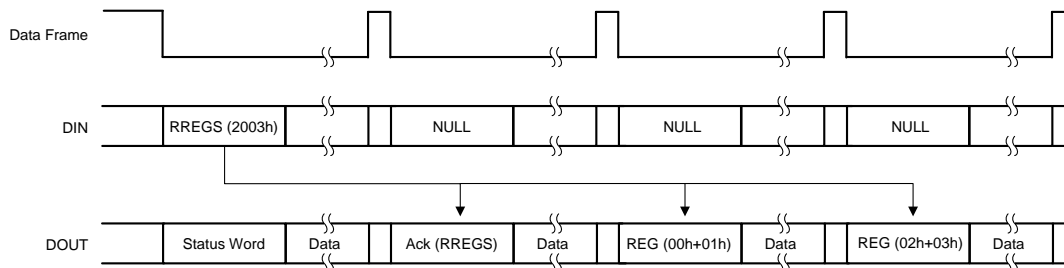 Data Frame
DIN RREGS (2003h) NULL NULL NULL
DOUT Status Word Data Ack (RREGS) Data REG (00h+01h) Data REG (02h+03h) Data